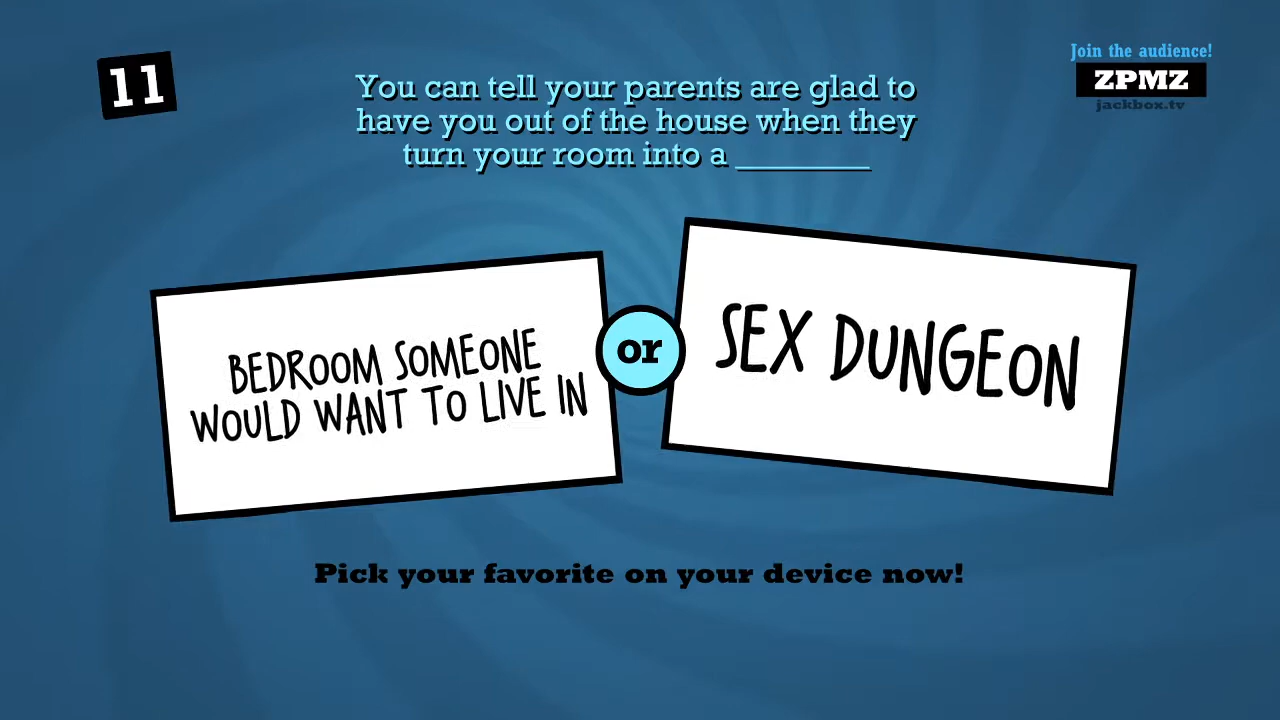 11
Join the audience!
ZPMZ
jackbox.tv
You can tell your parents are glad to
have you out of the house when they
turn your room into a _________
BEDROOM SOMEONE
WOULD WANT TO LIVE IN
or
SEX DUNGEON
Pick your favorite on your device now!